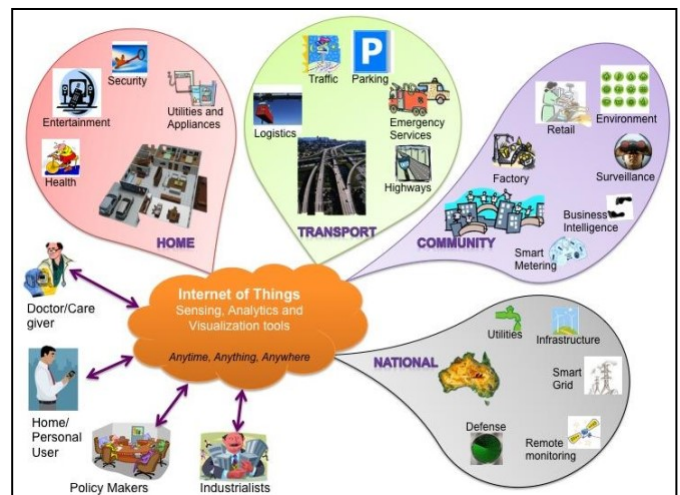 Security
Entertainment
Utilities and
Appliances
Health
HOME
Traffic
P
Parking
Logistics
Emergency
Services
Highways
TRANSPORT
Retail
Environment
Factory
Surveillance
Business
Intelligence
Smart
Metering
COMMUNITY
Internet of Things
Sensing, Analytics and
Visualization tools
Anytime, Anything, Anywhere
Doctor/Care
giver
Home/
Personal
User
Policy Makers
Industrialists
NATIONAL
Utilities
Infrastructure
Smart
Grid
Defense
Remote
monitoring